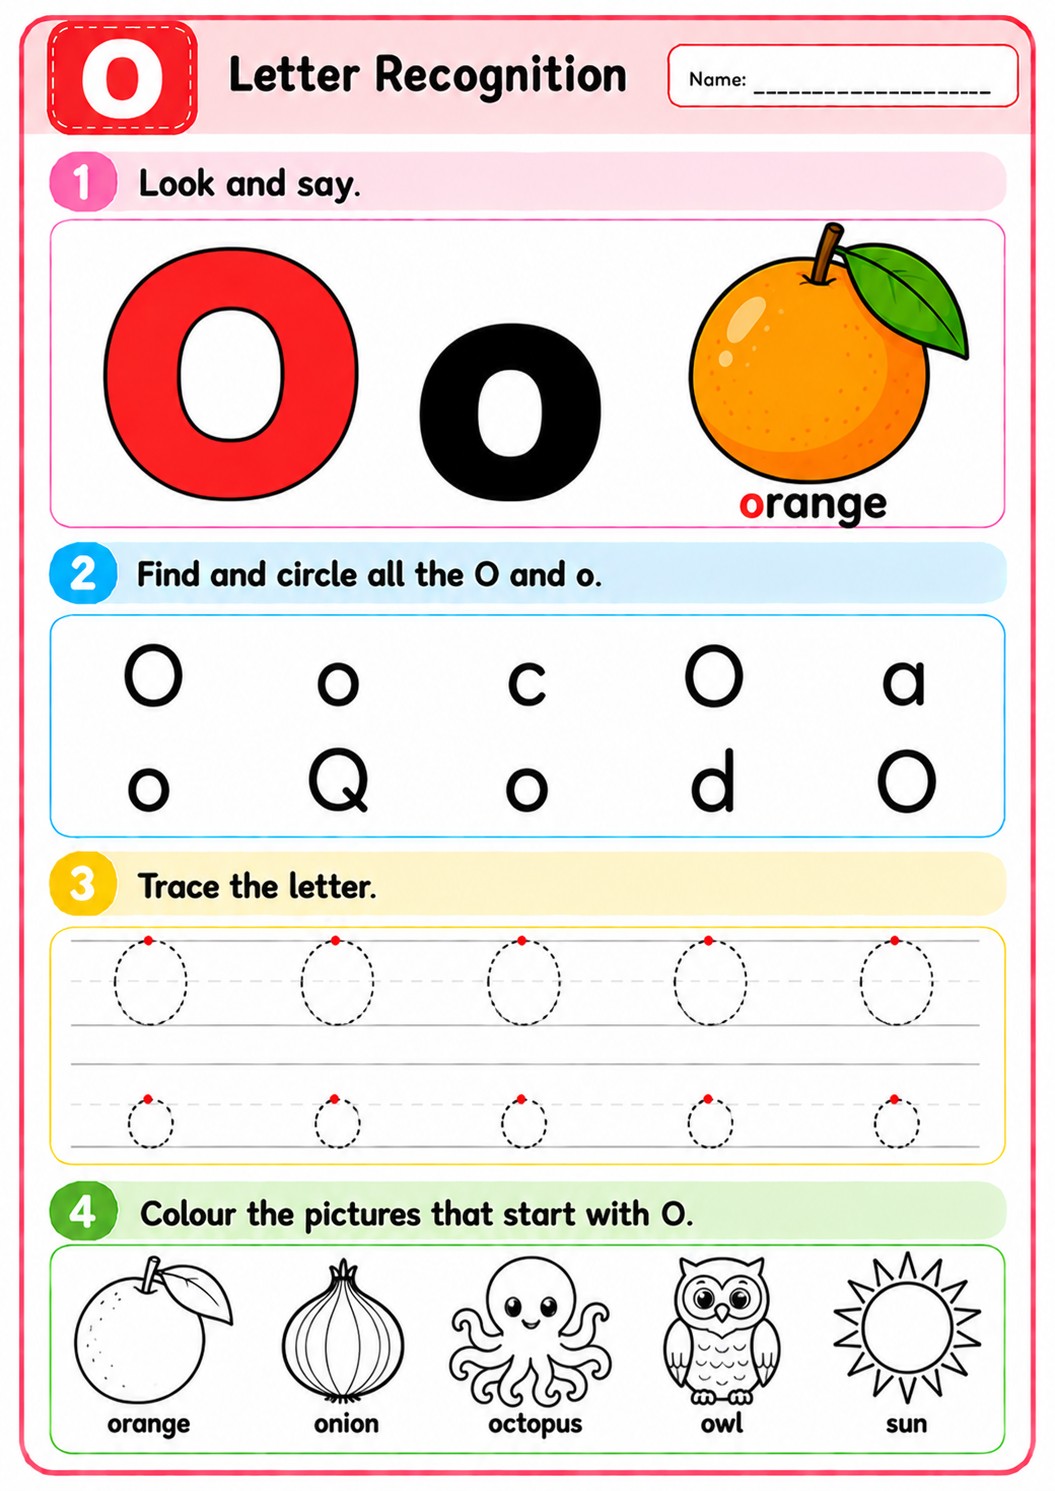 o
Letter Recognition
Name: ____________________
1 Look and say.
O o
orange
2 Find and circle all the O and o.
O o c O a
o Q o d O
3 Trace the letter.
O O O O O
o o o o o
4 Colour the pictures that start with O.
orange onion octopus owl sun